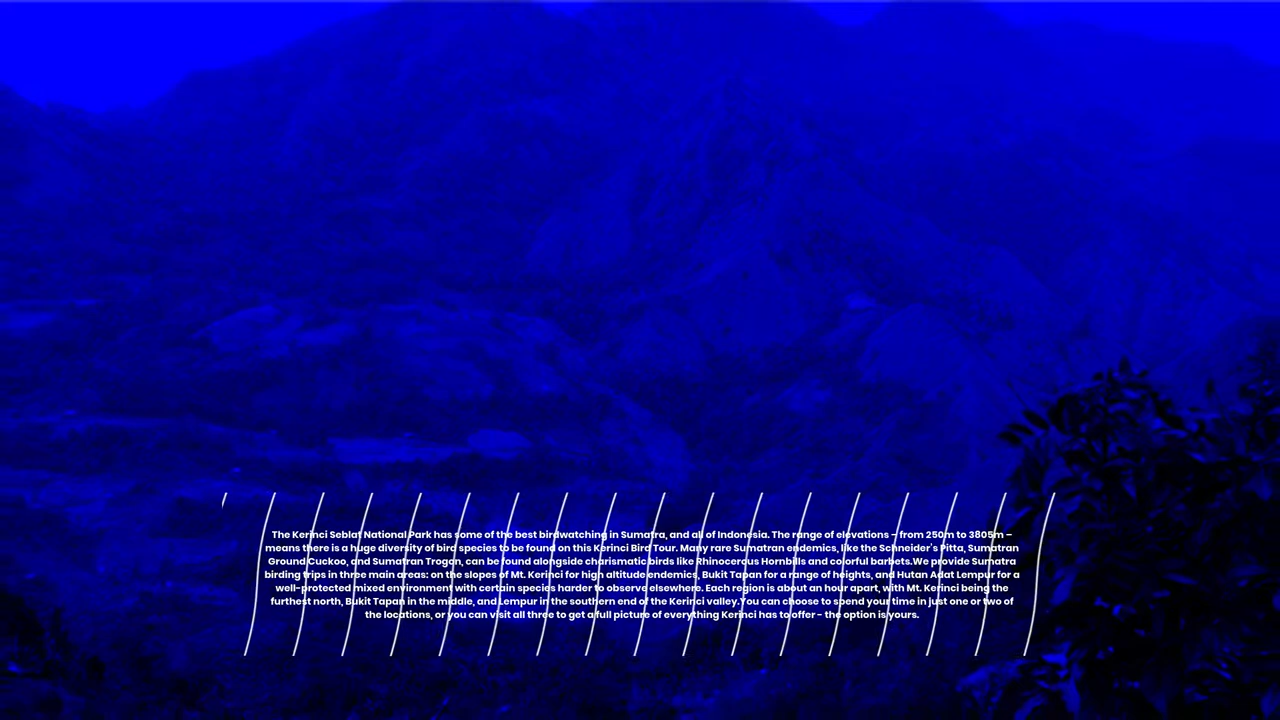 The Kerinci Seblat National Park has some of the best birdwatching in Sumatra, and all of Indonesia. The range of elevations – from 250m to 3805m –
means there is a huge diversity of bird species to be found on this Kerinci Bird Tour. Many rare Sumatran endemics, like the Schneider's Pitta, Sumatran
Ground Cuckoo, and Sumatran Trogan, can be found alongside charismatic birds like Rhinocerous Hornbills and colorful barbets.We provide Sumatra
birding trips in three main areas: on the slopes of Mt. Kerinci for high altitude endemics, Bukit Tapan for a range of heights, and Hutan Adat Lempur for a
well-protected mixed environment with certain species harder to observe elsewhere. Each region is about an hour apart, with Mt. Kerinci being the
furthest north, Bukit Tapan in the middle, and Lempur in the southern end of the Kerinci valley.You can choose to spend your time in just one or two of
the locations, or you can visit all three to get a full picture of everything Kerinci has to offer – the option is yours.